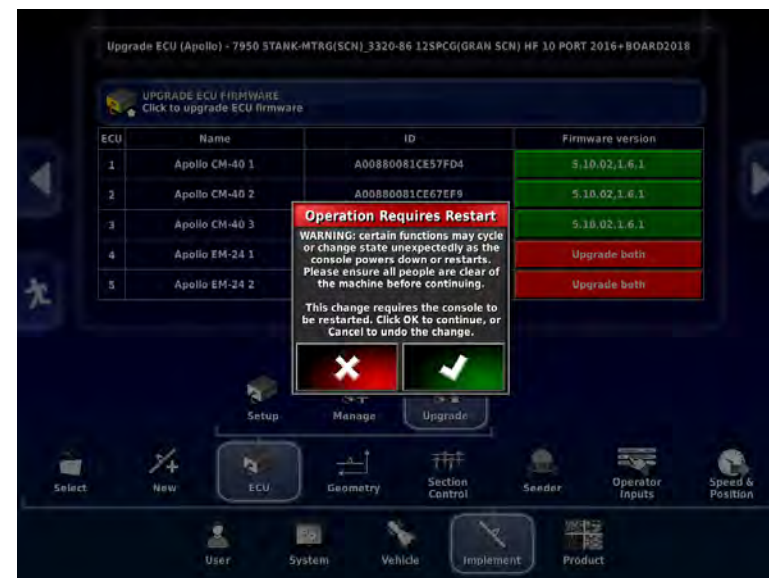 Upgrade ECU (Apollo) - 7950 STANK-MTRG(SCN)_3320-86 12SPCG(GRAN SCN) HF 10 PORT 2016+BOARD2018
UPGRADE ECU FIRMWARE
Click to upgrade ECU firmware
ECU Name ID Firmware version
1 Apollo CM-40 1 A00880081CE57FD4 5.10.02,1.6.1
2 Apollo CM-40 2 A00880081CE67EF9 5.10.02,1.6.1
3 Apollo CM-40 3 5.10.02,1.6.1
4 Apollo EM-24 1 Upgrade both
5 Apollo EM-24 2 Upgrade both
Operation Requires Restart
WARNING: certain functions may cycle
or change state unexpectedly as the
console powers down or restarts.
Please ensure all people are clear of
the machine before continuing.
This change requires the console to
be restarted. Click OK to continue, or
Cancel to undo the change.
Setup Manage Upgrade
Select New ECU Geometry Section Control Seeder Operator Inputs Speed & Position
User System Vehicle Implement Product